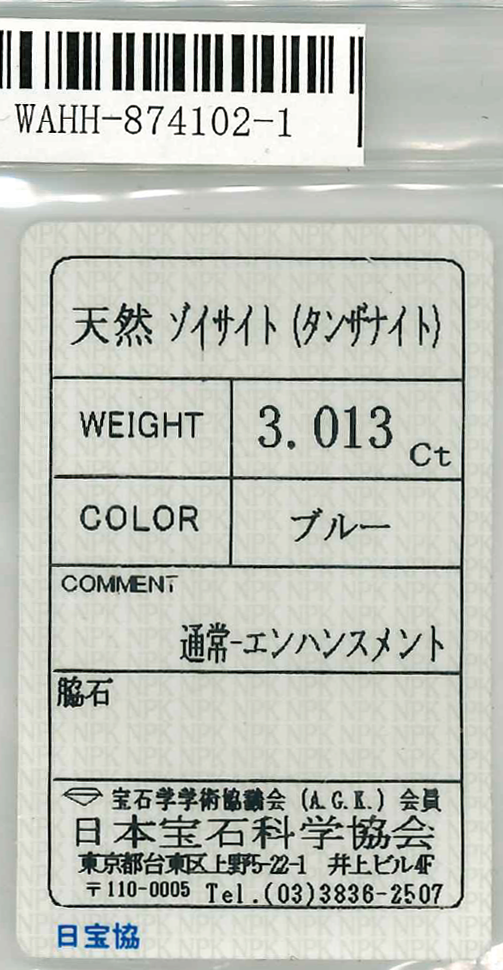 WAHH-874102-1
天然 ゾイサイト (タンザナイト)
WEIGHT 3.013 Ct
COLOR ブルー
COMMENT
通常-エンハンスメント
脇石
宝石学学術協議会 (A.G.K.) 会員
日本宝石科学協会
東京都台東区上野5-22-1 井上ビル4F
〒110-0005 Tel.(03)3836-2507
日宝協